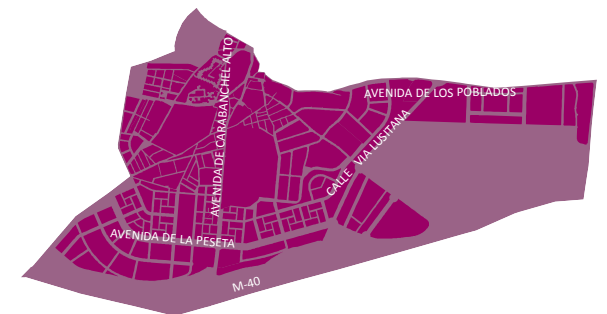 AVENIDA DE CARABANCHEL ALTO
AVENIDA DE LOS POBLADOS
CALLE VIA LUSITANA
AVENIDA DE LA PESETA
M-40